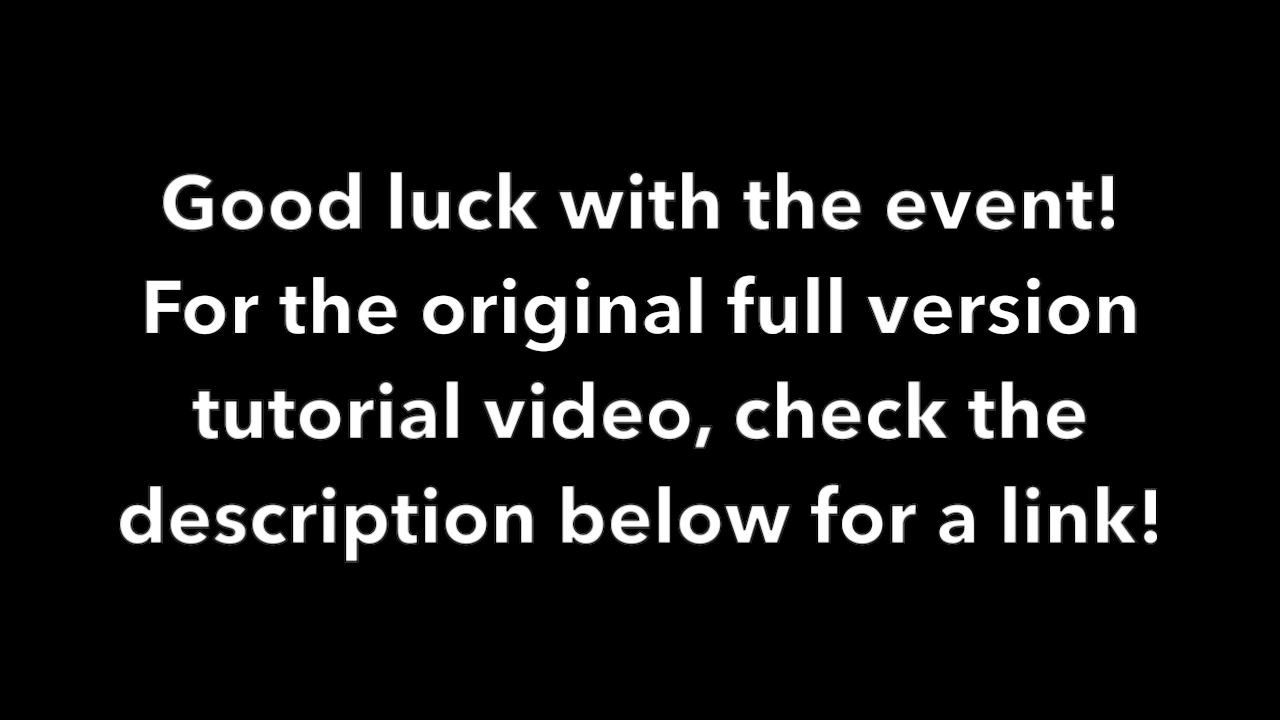 Good luck with the event!
For the original full version
tutorial video, check the
description below for a link!